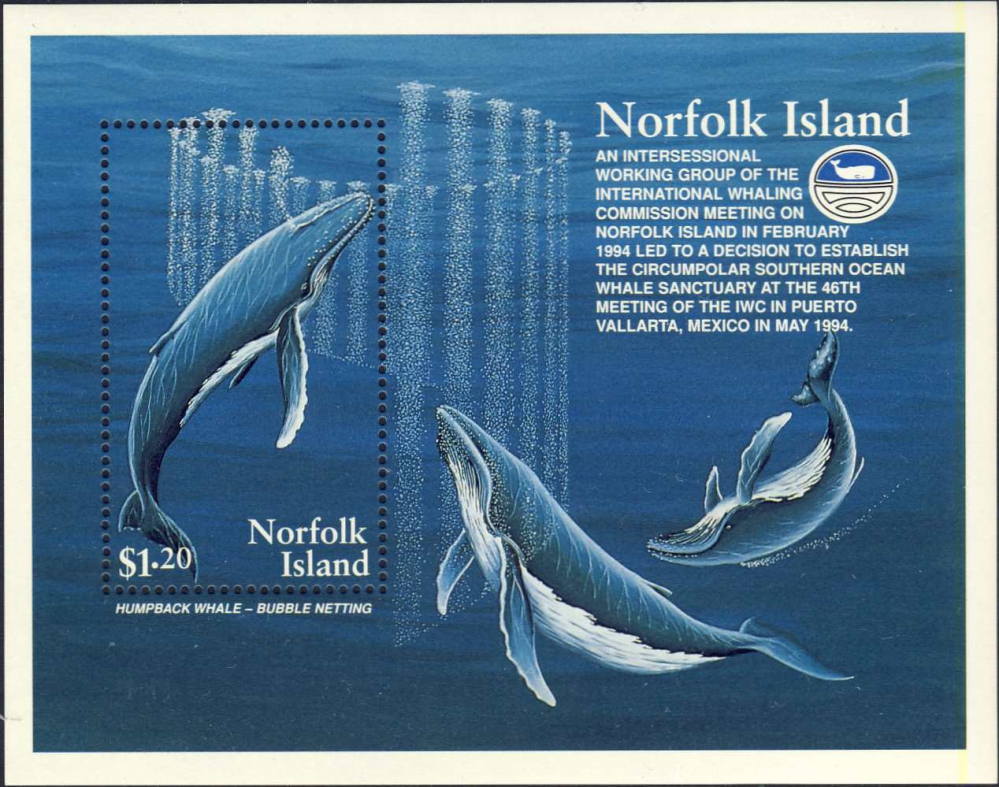 Norfolk Island
AN INTERSESSIONAL
WORKING GROUP OF THE
INTERNATIONAL WHALING
COMMISSION MEETING ON
NORFOLK ISLAND IN FEBRUARY
1994 LED TO A DECISION TO ESTABLISH
THE CIRCUMPOLAR SOUTHERN OCEAN
WHALE SANCTUARY AT THE 46TH
MEETING OF THE IWC IN PUERTO
VALLARTA, MEXICO IN MAY 1994.
Norfolk
Island
$1.20
HUMPBACK WHALE – BUBBLE NETTING